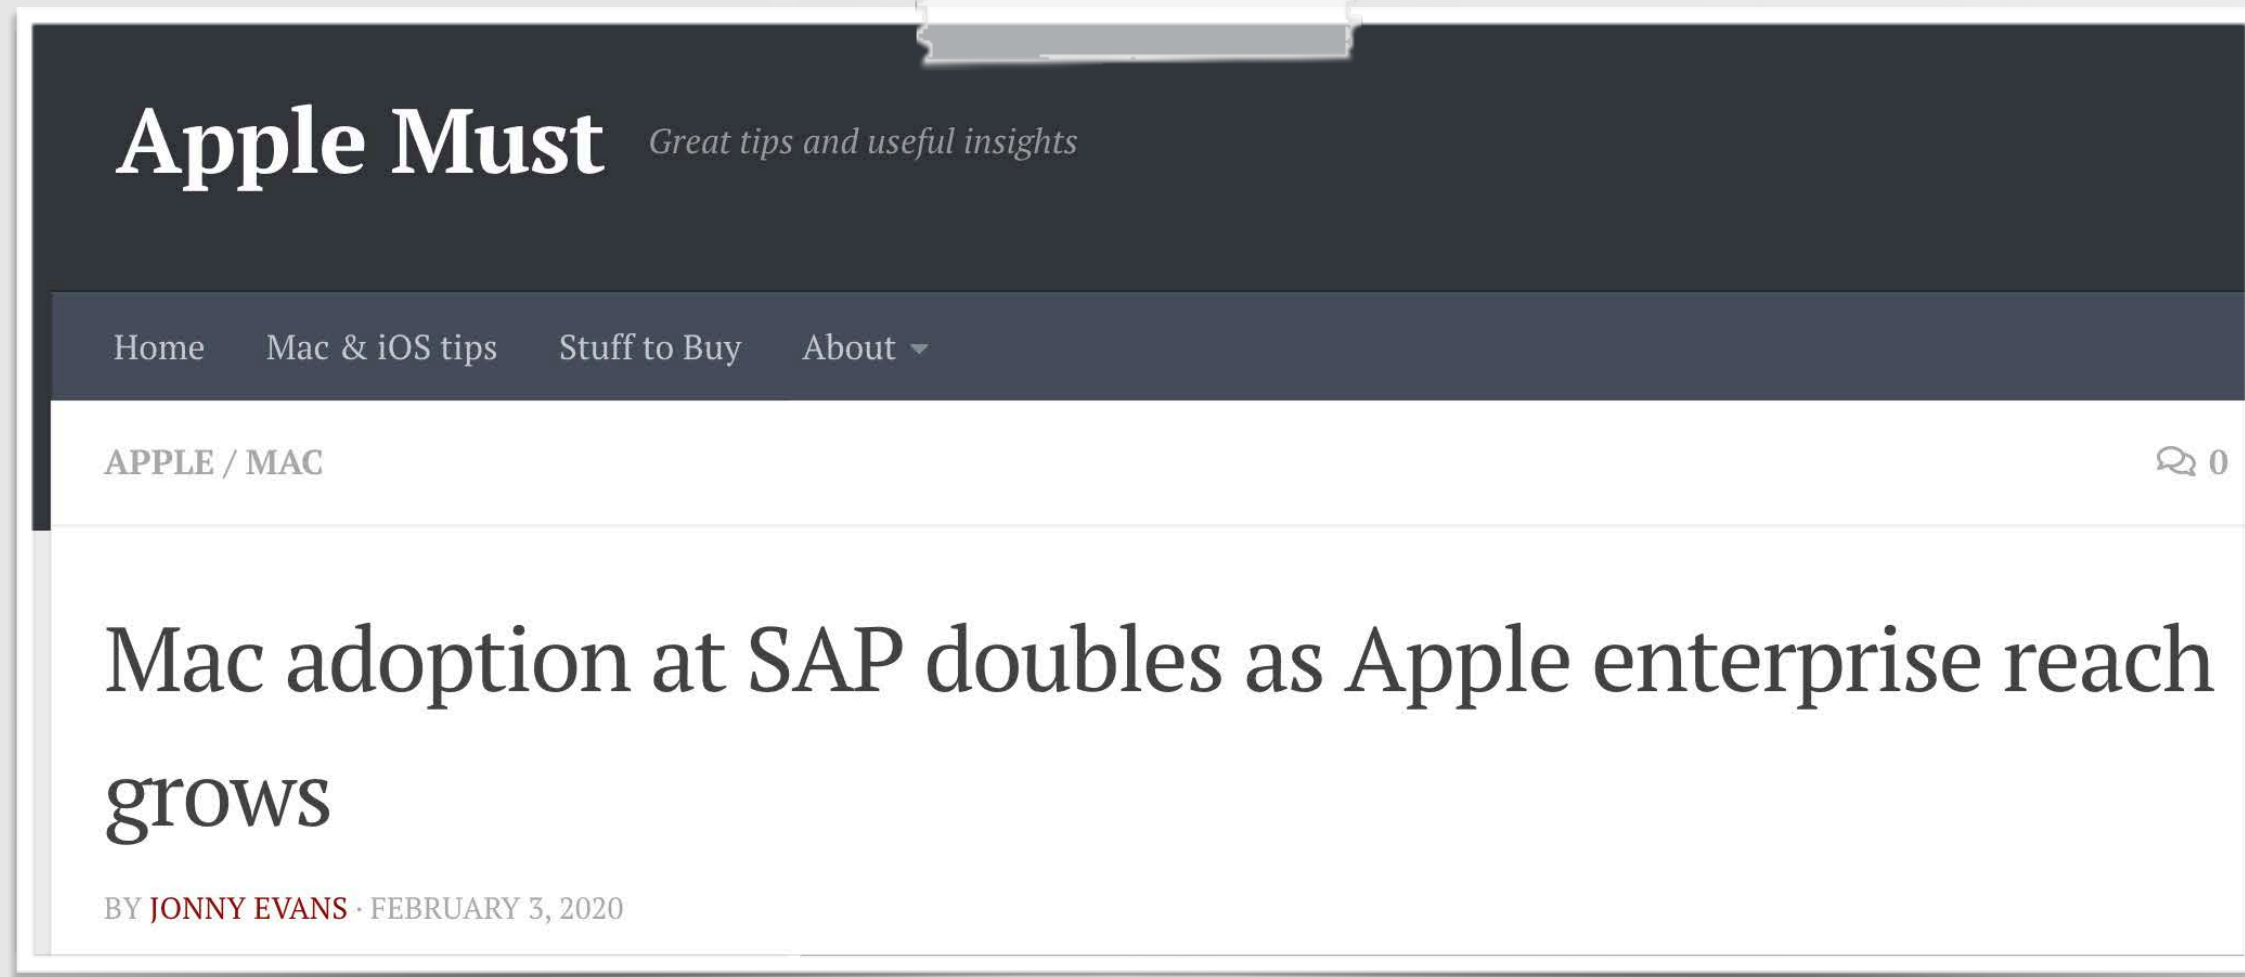 Apple Must
Great tips and useful insights
Home
Mac & iOS tips
Stuff to Buy
About
APPLE / MAC
0
Mac adoption at SAP doubles as Apple enterprise reach
grows
BY JONNY EVANS · FEBRUARY 3, 2020